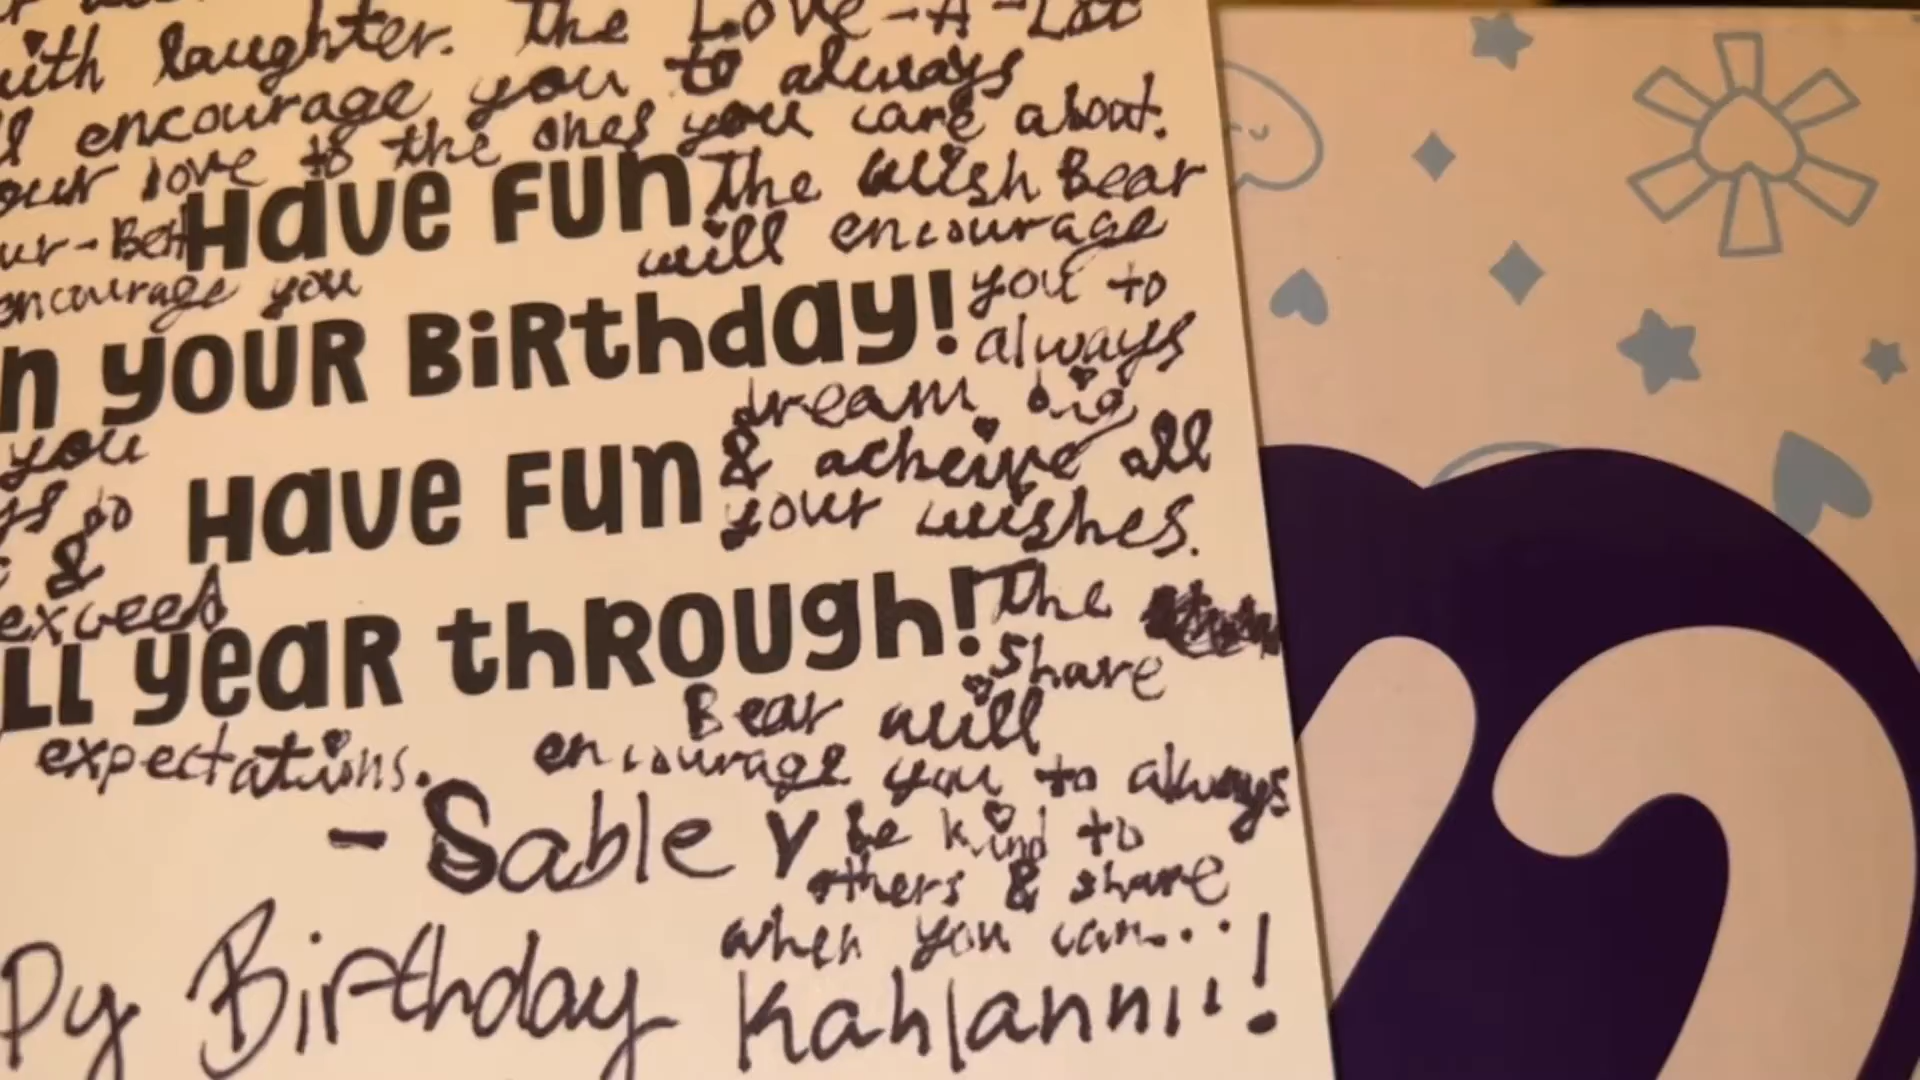 with laughter. The Love-A-Lot
encourage you to always
our love to the ones you care about.
Have Fun
The Wish Bear
will encourage
encourage you
you to
n your Birthday!
always
dream big
you
& acheive all
Have Fun
your wishes.
&
exceed
The
ll year through!
Share
Bear will
expectations.
encourage you to always
- Sable V
be kind to
others & share
when you can...
py Birthday Kahlannii!